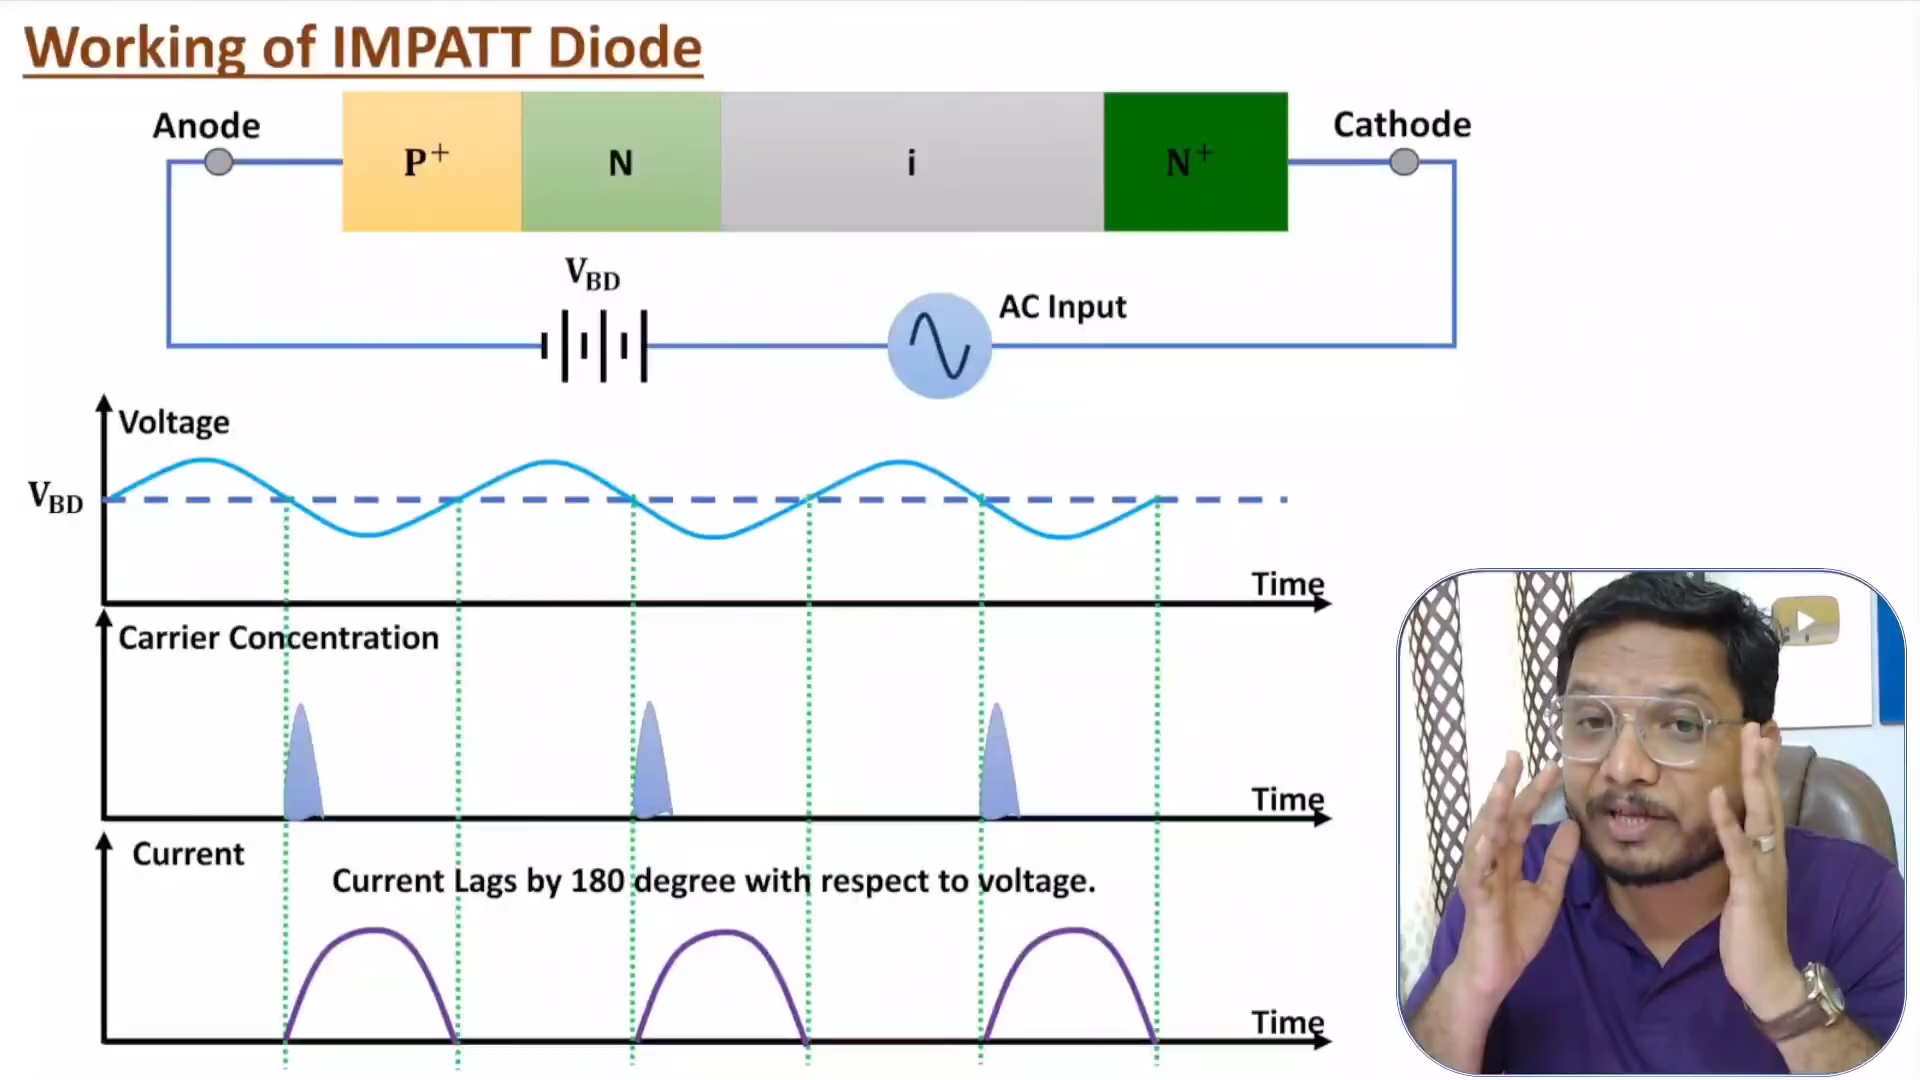 Working of IMPATT Diode
Anode
P+
N
i
N+
Cathode
VBD
AC Input
Voltage
VBD
Time
Carrier Concentration
Time
Current
Current Lags by 180 degree with respect to voltage.
Time